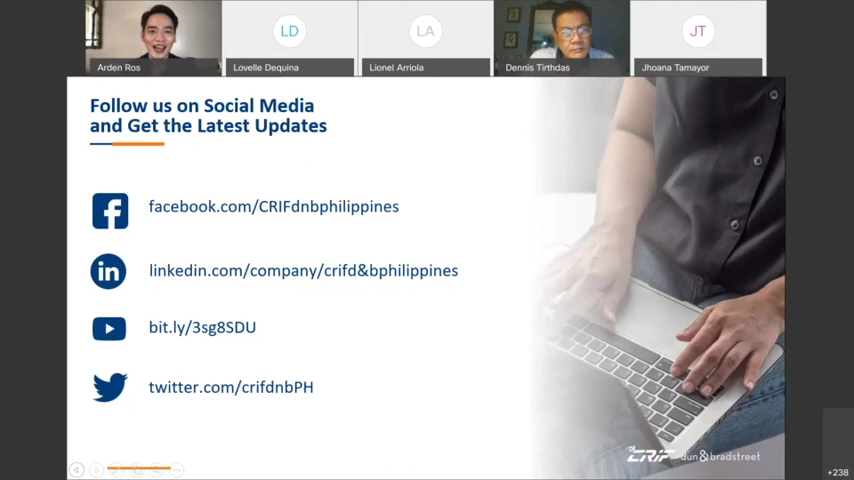 LD
LA
JT
Arden Ros
Lovelle Dequina
Lionel Arriola
Dennis Tirthdas
Jhoana Tamayor
Follow us on Social Media
and Get the Latest Updates
facebook.com/CRIFdnbphilippines
in
linkedin.com/company/crifd&bphilippines
bit.ly/3sg8SDU
twitter.com/crifdnbPH
CRIF dun & bradstreet
+238